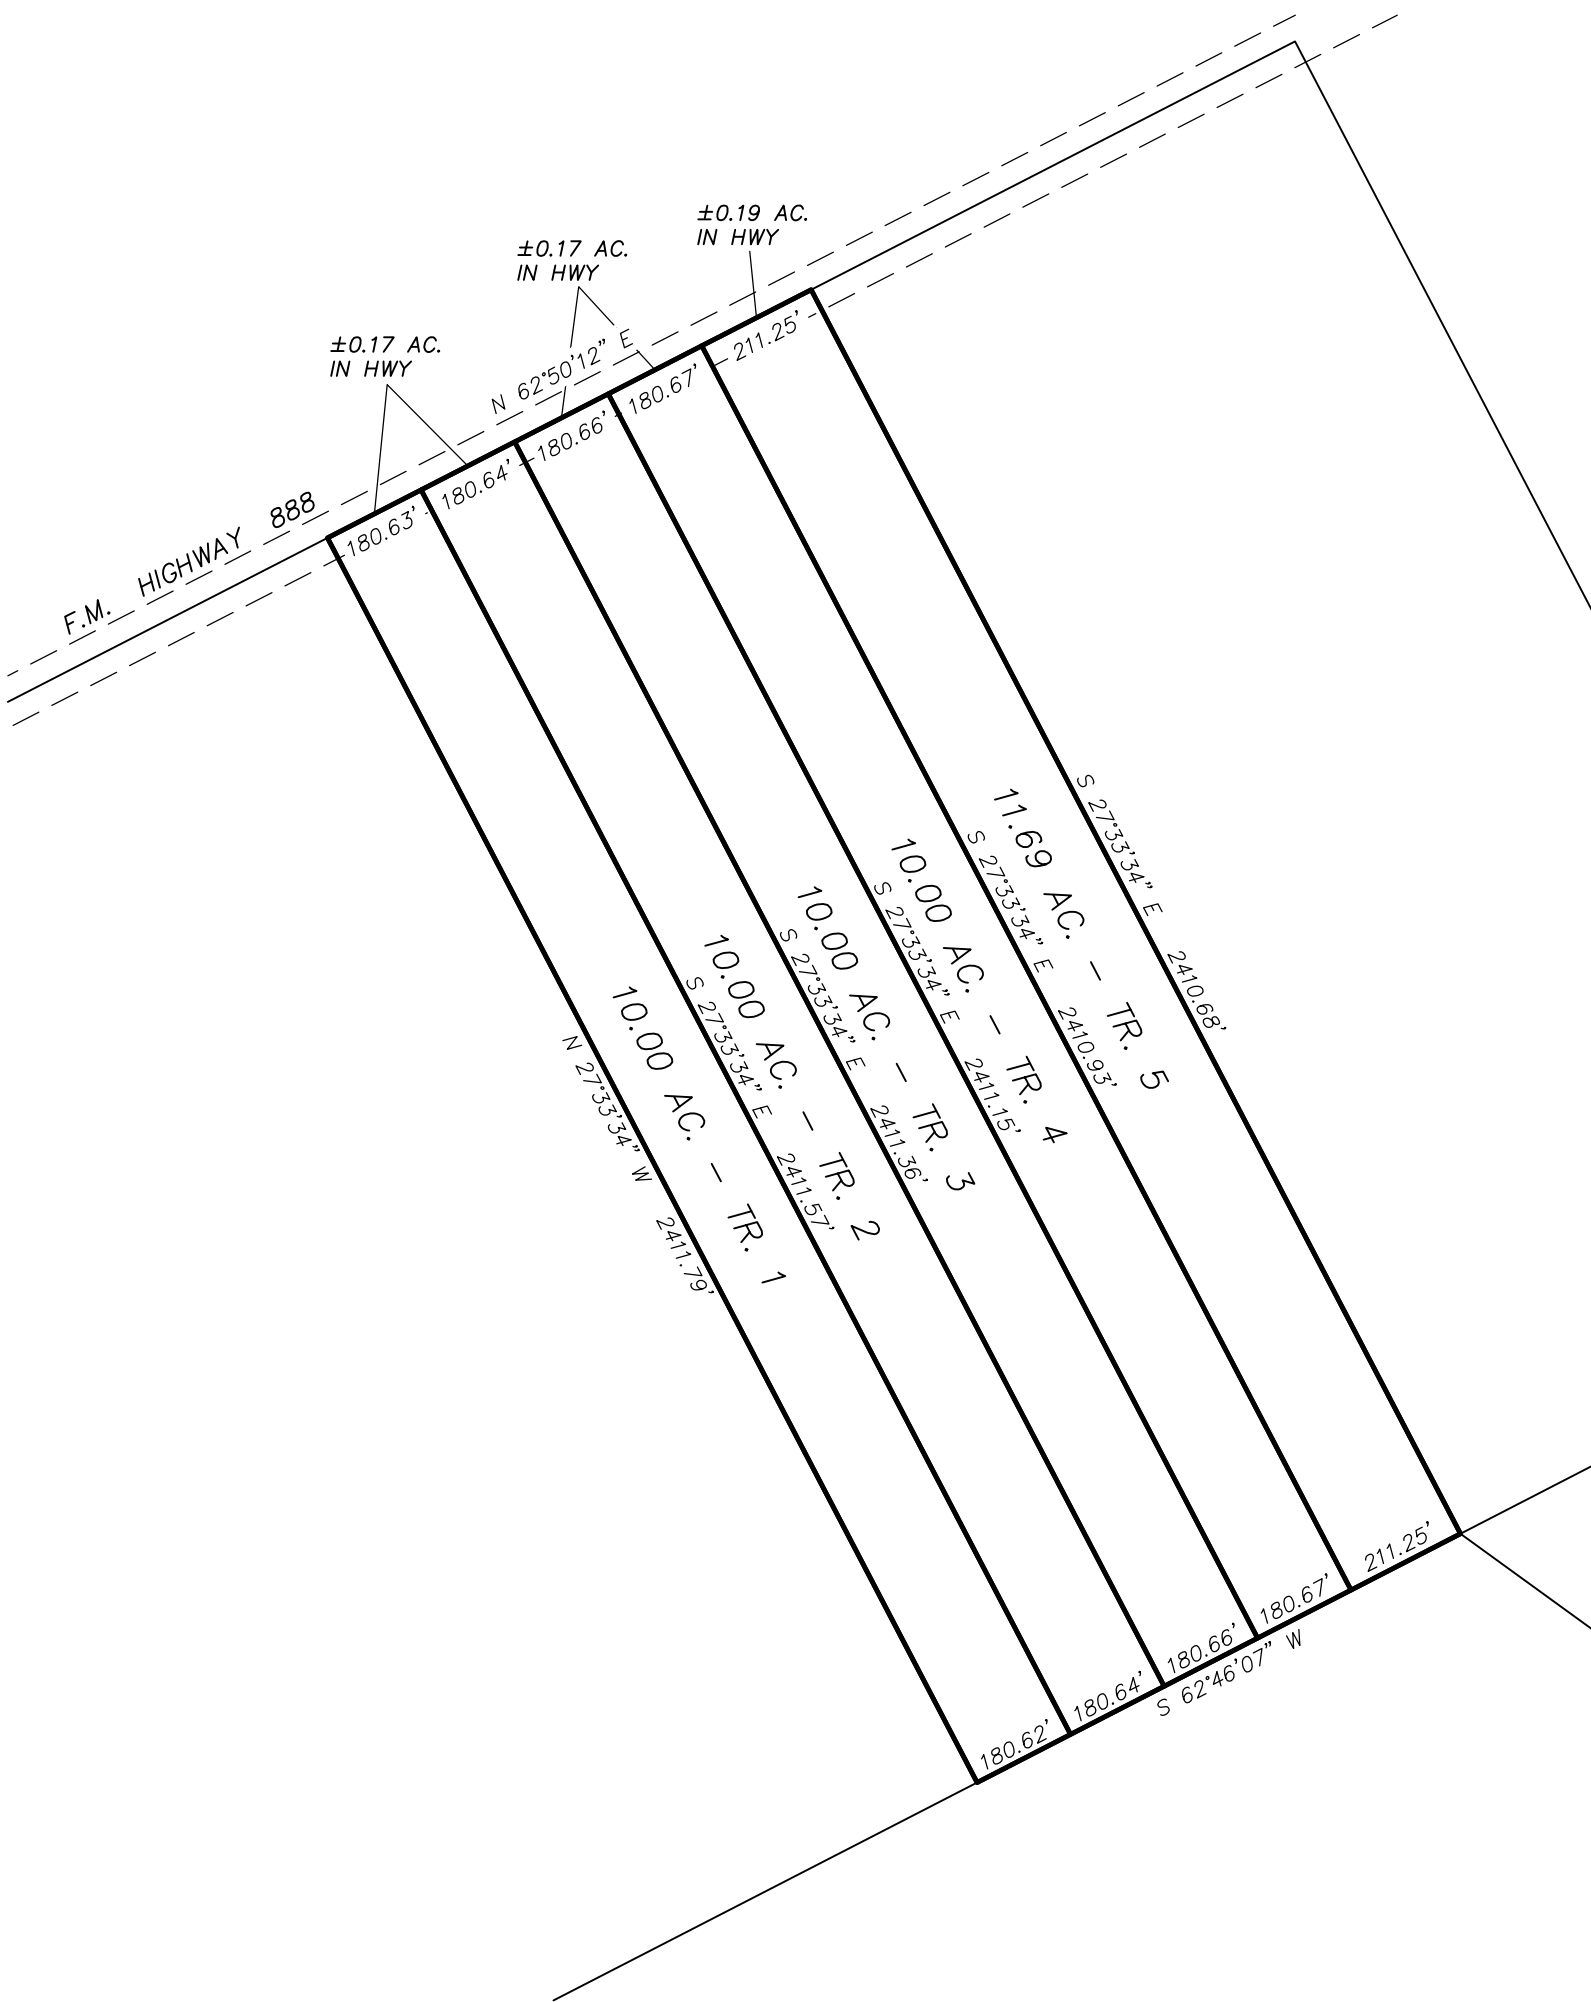 ±0.19 AC.
IN HWY
±0.17 AC.
IN HWY
±0.17 AC.
IN HWY
N 62°50'12" E
F.M. HIGHWAY 888
180.63'
180.64'
180.66'
180.67'
211.25'
N 27°33'34" W 2411.79'
10.00 AC. - TR. 1
S 27°33'34" E 2411.57'
10.00 AC. - TR. 2
S 27°33'34" E 2411.36'
10.00 AC. - TR. 3
S 27°33'34" E 2411.15'
10.00 AC. - TR. 4
S 27°33'34" E 2410.93'
11.69 AC. - TR. 5
S 27°33'34" E 2410.68'
180.62'
180.64'
180.66'
180.67'
211.25'
S 62°46'07" W